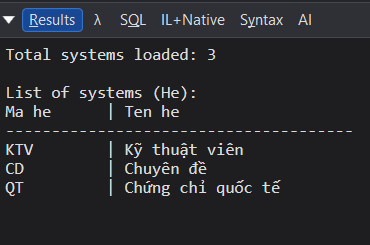 Results λ SQL IL+Native Syntax AI
Total systems loaded: 3
List of systems (He):
Ma he | Ten he
--------------------------------------
KTV | Kỹ thuật viên
CD | Chuyên đề
QT | Chứng chỉ quốc tế